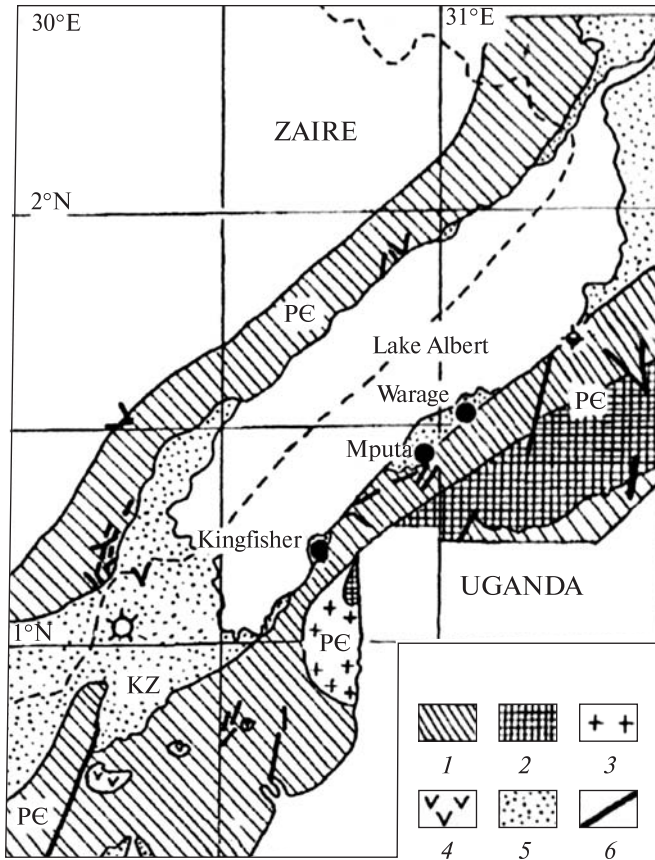 30°E
31°E
ZAIRE
2°N
PЄ
Lake Albert
Warage
PЄ
Mputa
Kingfisher
UGANDA
1°N
PЄ
KZ
PЄ
1
2
3
4
5
6